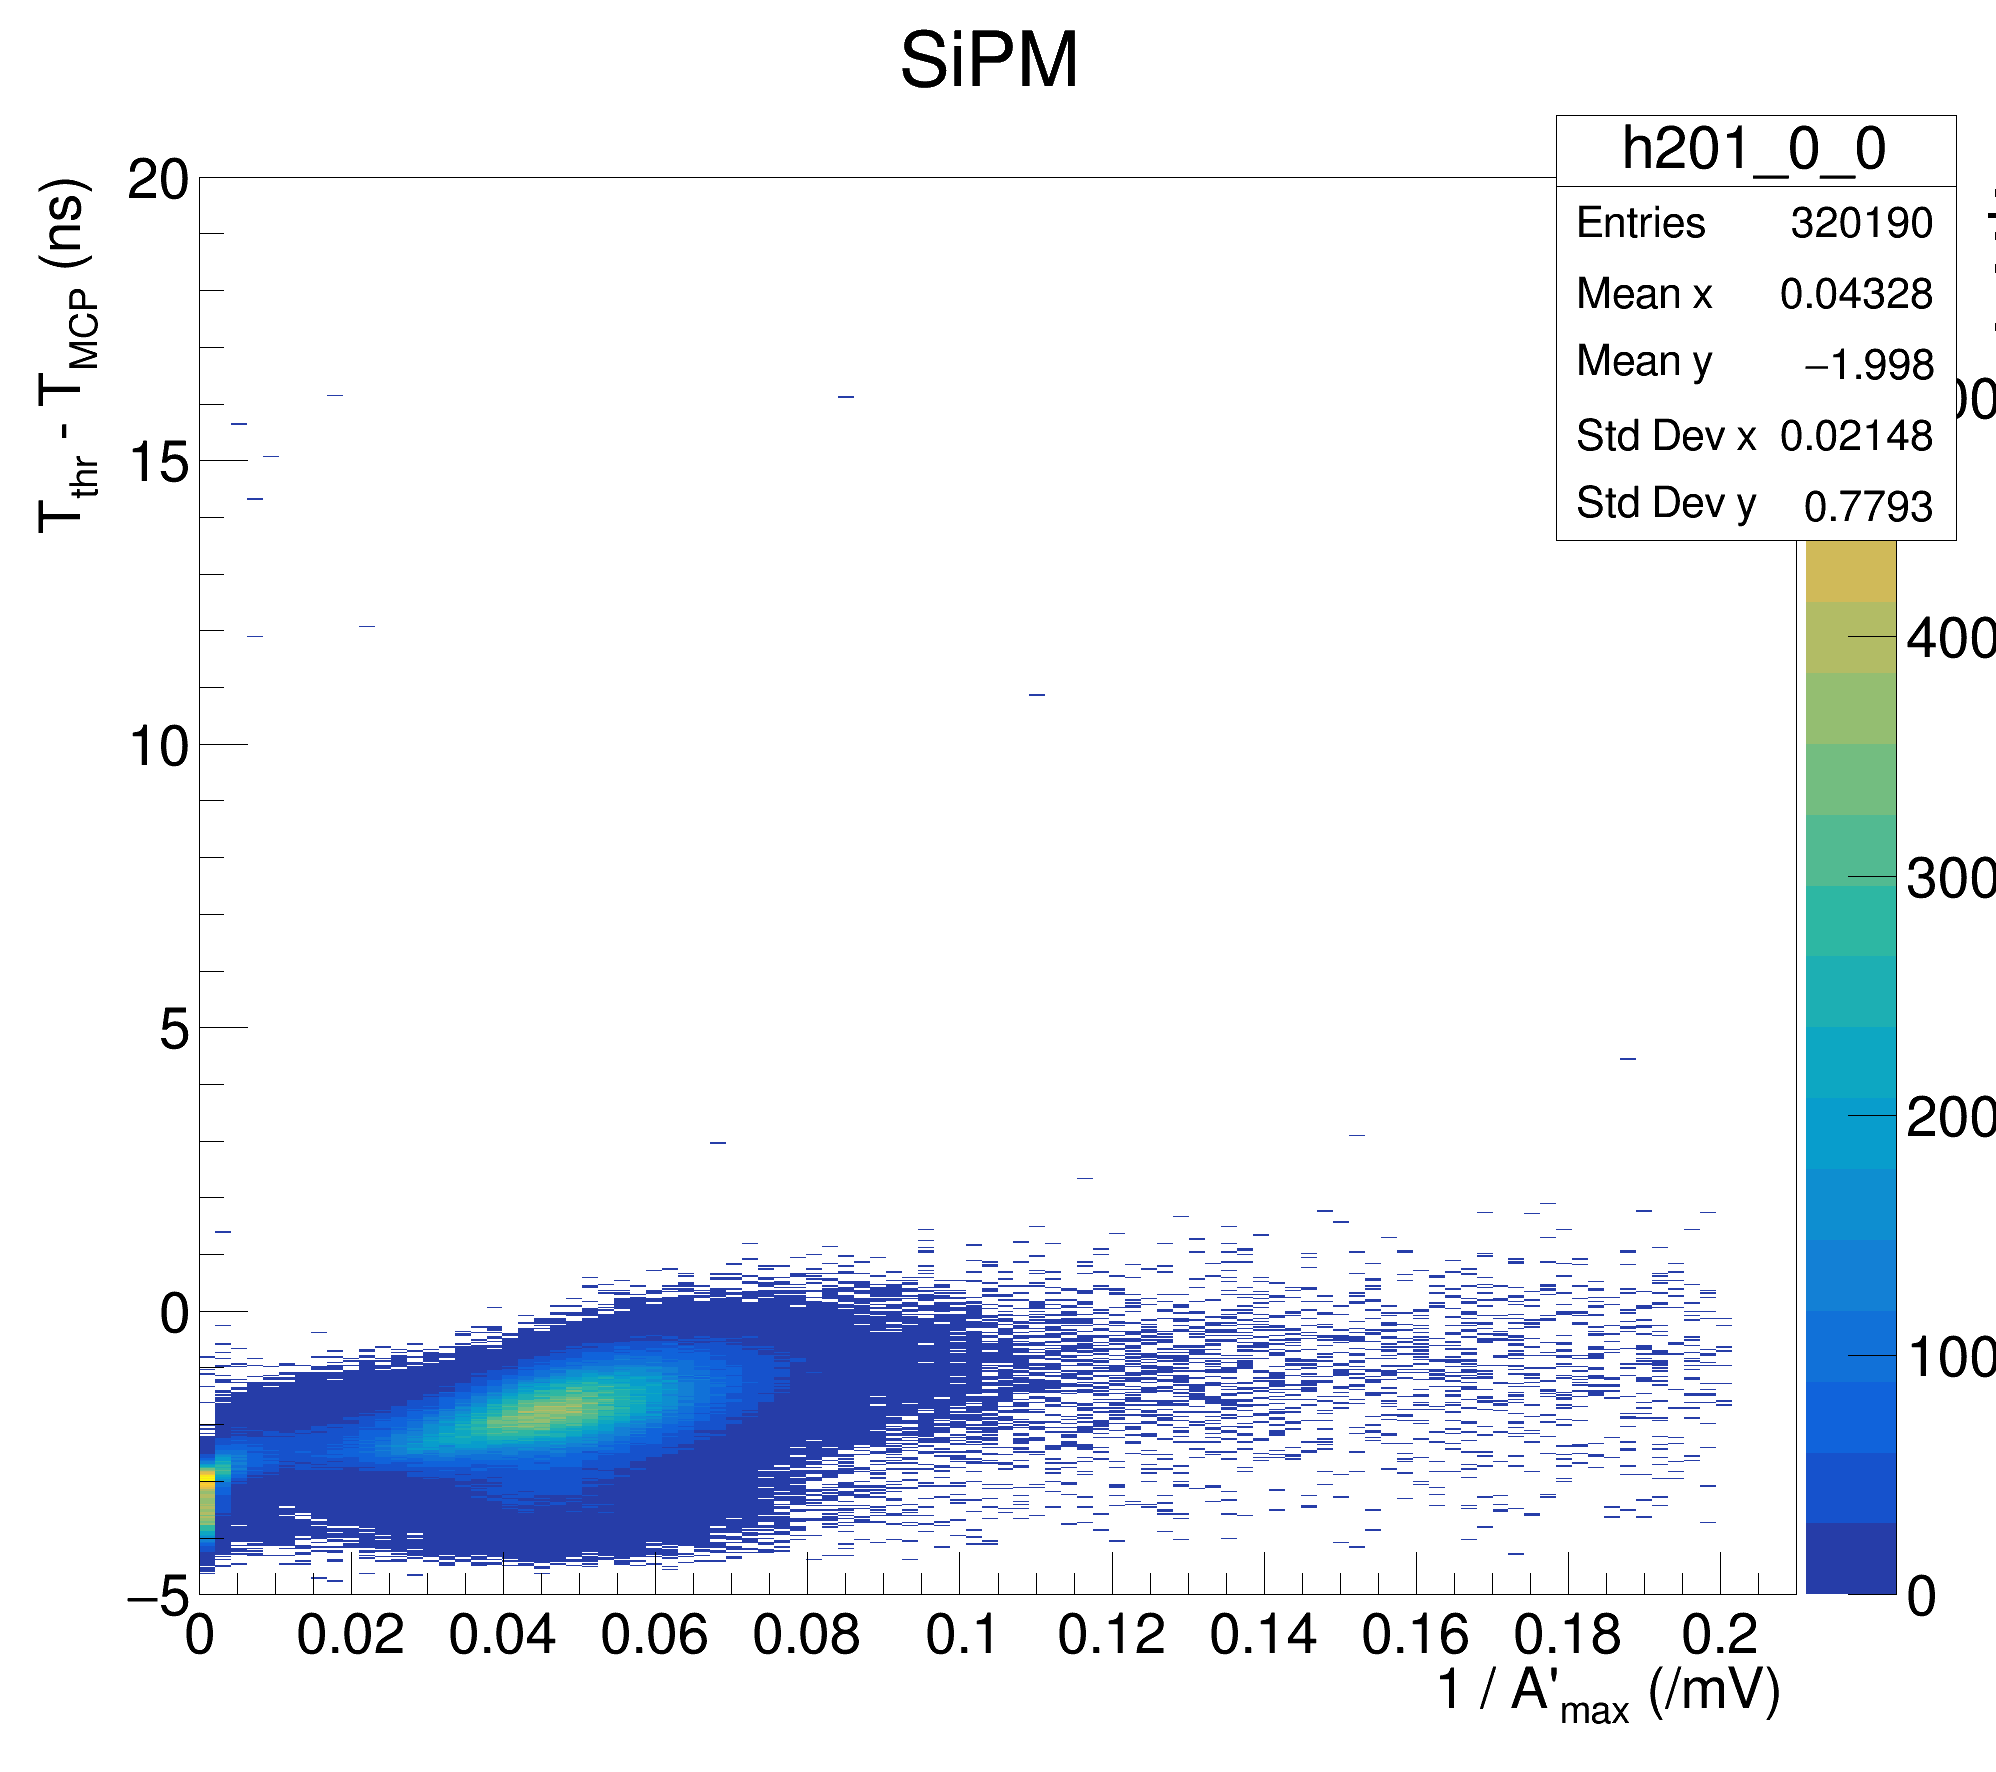 SiPM
h201_0_0
Entries 320190
Mean x 0.04328
Mean y −1.998
Std Dev x 0.02148
Std Dev y 0.7793
T_thr - T_MCP (ns)
20
15
10
5
0
−5
0 0.02 0.04 0.06 0.08 0.1 0.12 0.14 0.16 0.18 0.2
1 / A'_max (/mV)
400
300
200
100
0